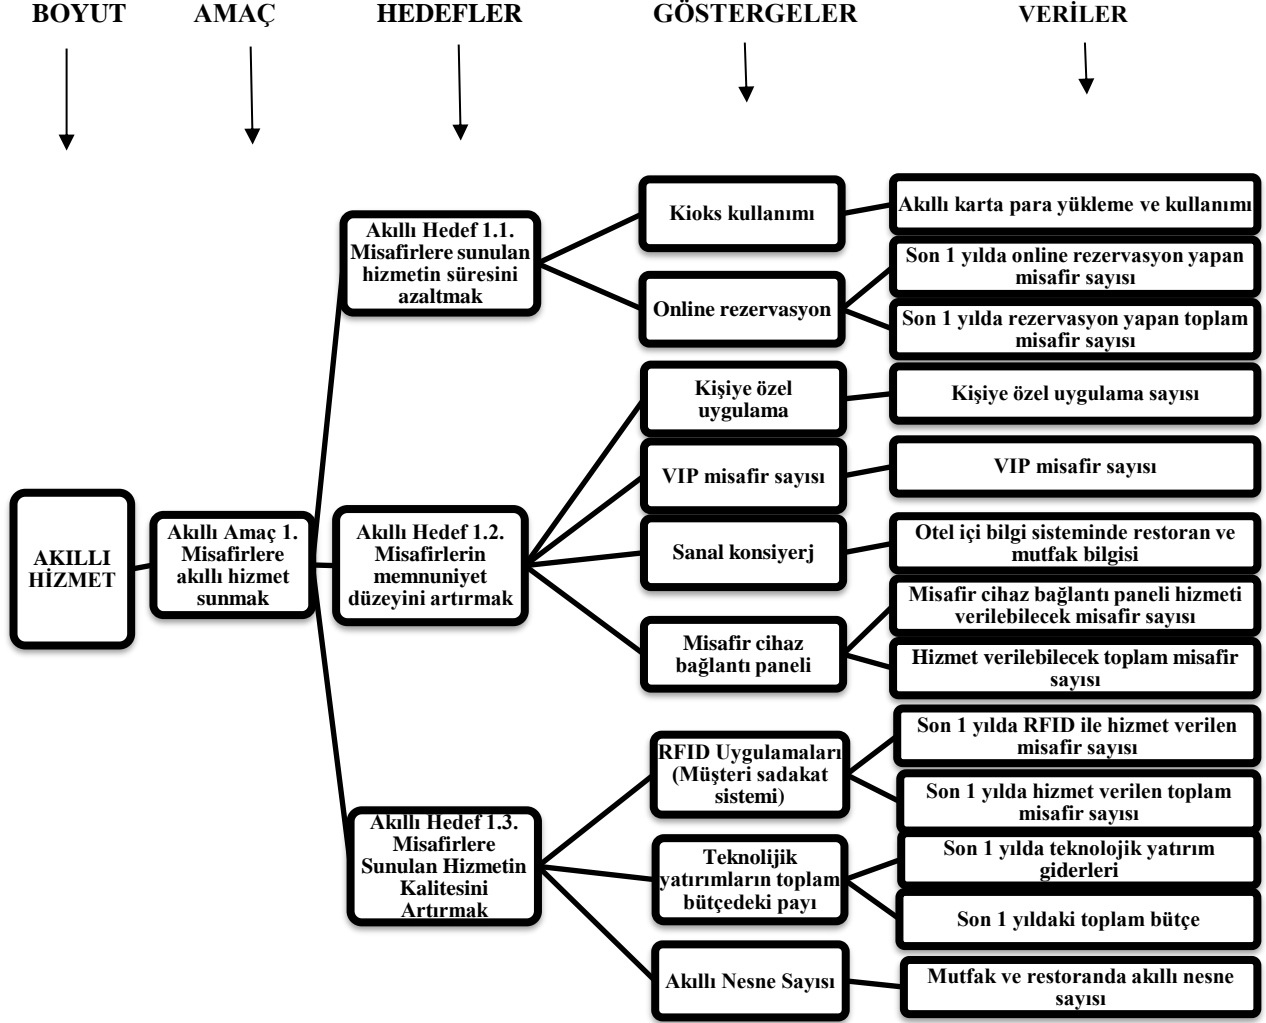 BOYUT AMAÇ HEDEFLER GÖSTERGELER VERİLER
AKILLI
HİZMET
Akıllı Amaç 1.
Misafirlere
akıllı hizmet
sunmak
Akıllı Hedef 1.1.
Misafirlere sunulan
hizmetin süresini
azaltmak
Kioks kullanımı
Akıllı karta para yükleme ve kullanımı
Online rezervasyon
Son 1 yılda online rezervasyon yapan
misafir sayısı
Son 1 yılda rezervasyon yapan toplam
misafir sayısı
Akıllı Hedef 1.2.
Misafirlerin
memnuniyet
düzeyini artırmak
Kişiye özel
uygulama
Kişiye özel uygulama sayısı
VIP misafir sayısı
VIP misafir sayısı
Sanal konsiyerj
Otel içi bilgi sisteminde restoran ve
mutfak bilgisi
Misafir cihaz
bağlantı paneli
Misafir cihaz bağlantı paneli hizmeti
verilebilecek misafir sayısı
Hizmet verilebilecek toplam misafir
sayısı
Akıllı Hedef 1.3.
Misafirlere
Sunulan Hizmetin
Kalitesini
Artırmak
RFID Uygulamaları
(Müşteri sadakat
sistemi)
Son 1 yılda RFID ile hizmet verilen
misafir sayısı
Son 1 yılda hizmet verilen toplam
misafir sayısı
Teknolijik
yatırımların toplam
bütçedeki payı
Son 1 yılda teknolojik yatırım
giderleri
Son 1 yıldaki toplam bütçe
Akıllı Nesne Sayısı
Mutfak ve restoranda akıllı nesne
sayısı